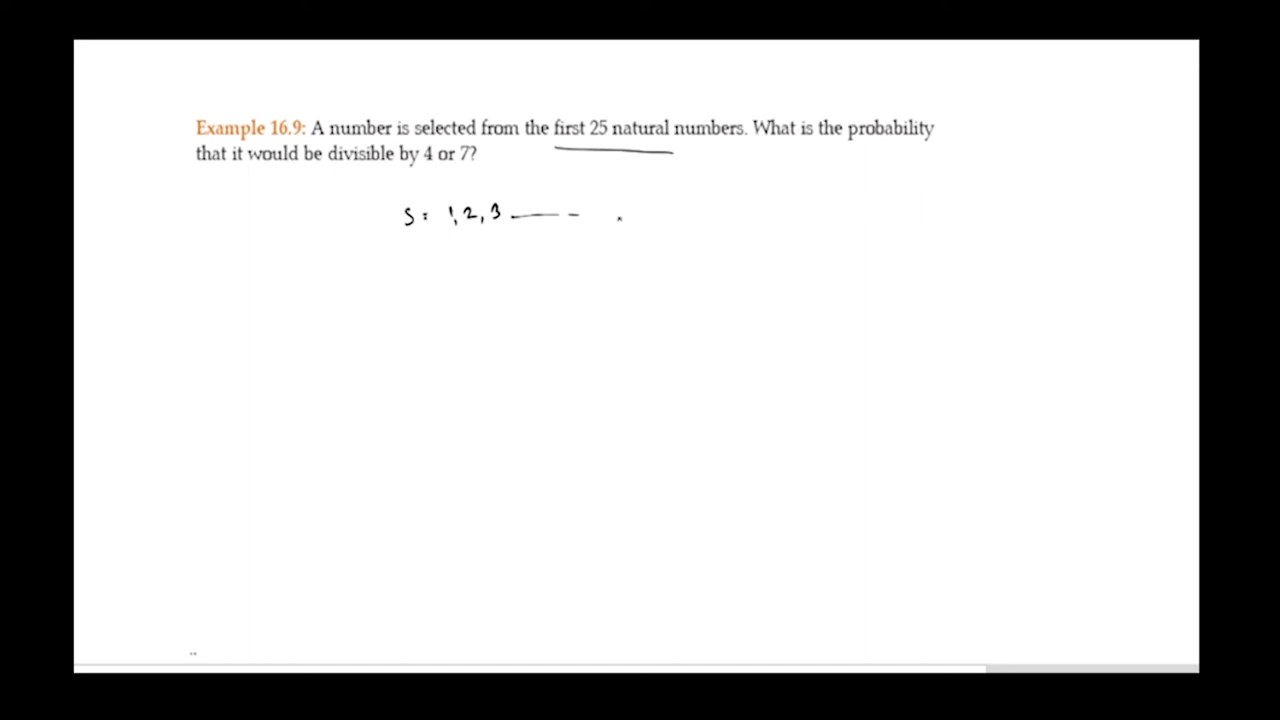 Example 16.9: A number is selected from the first 25 natural numbers. What is the probability
that it would be divisible by 4 or 7?
S = 1, 2, 3 —— -